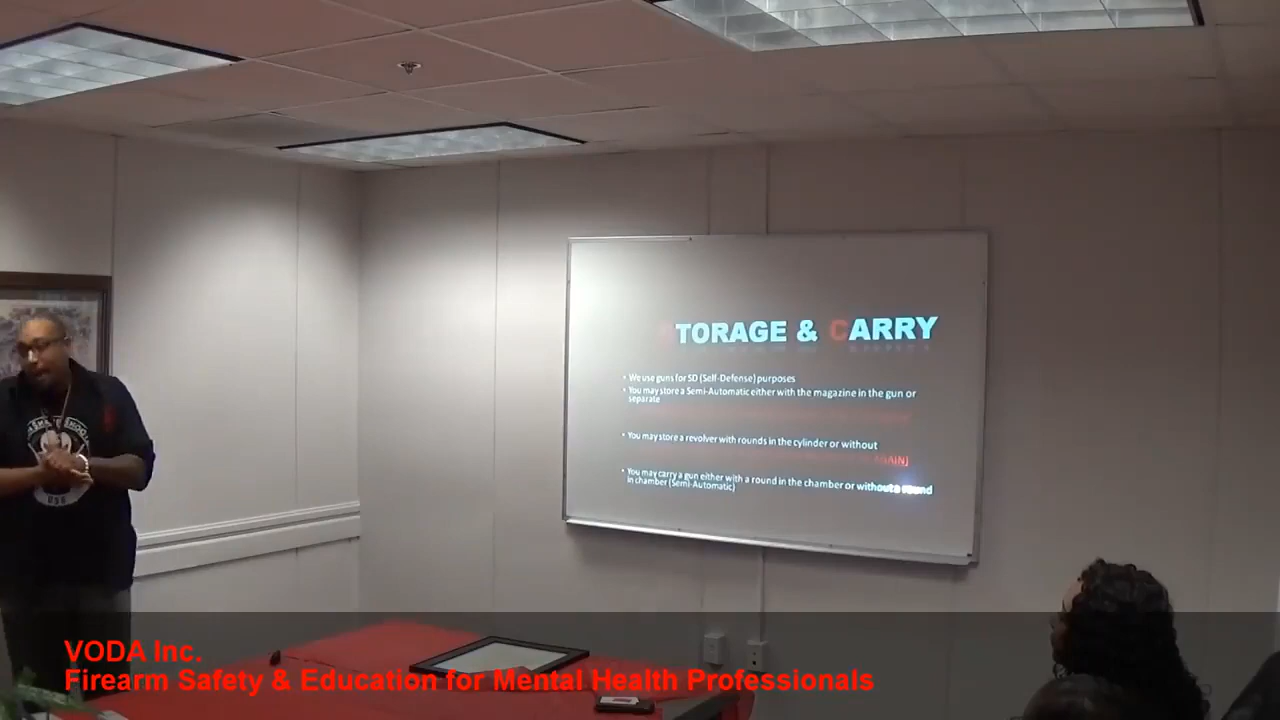 STORAGE & CARRY
• We use guns for SD (Self-Defense) purposes
• You may store a Semi-Automatic either with the magazine in the gun or
separate
• You may store a revolver with rounds in the cylinder or without
• You may carry a gun either with a round in the chamber or without a round
in chamber (Semi-Automatic)
USA
VODA Inc.
Firearm Safety & Education for Mental Health Professionals